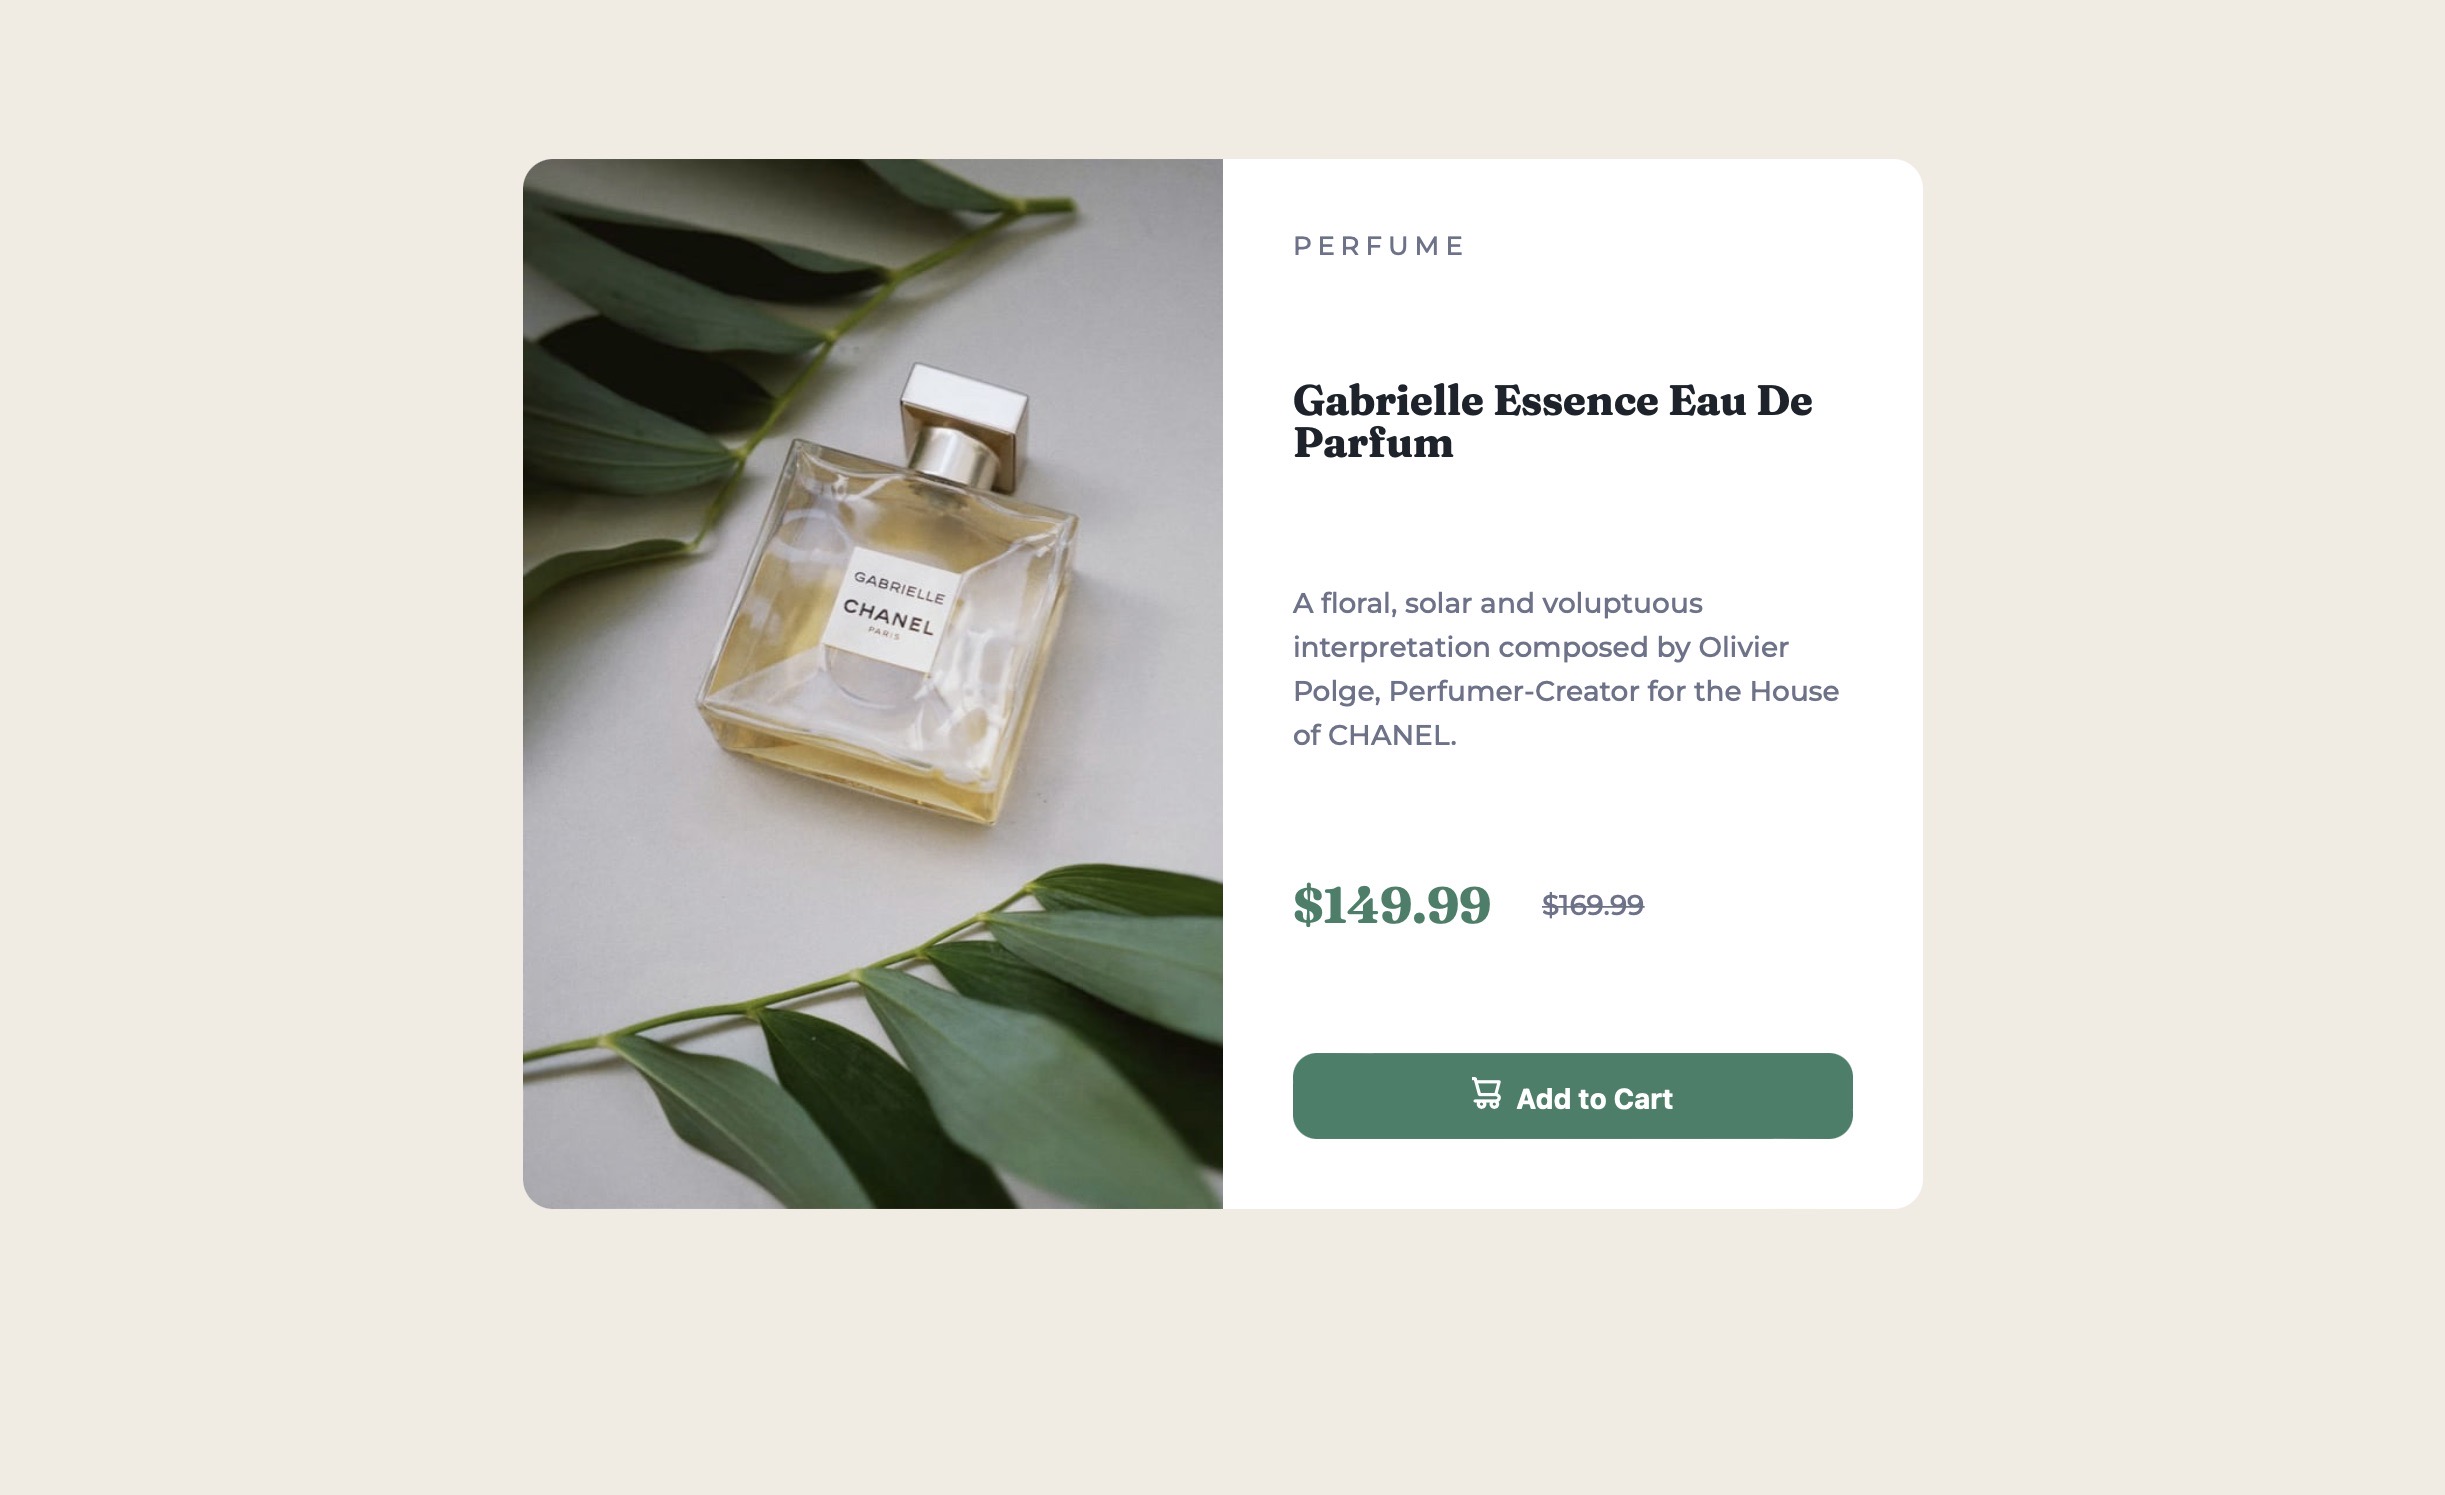 GABRIELLE
CHANEL
PARIS
PERFUME
Gabrielle Essence Eau De
Parfum
A floral, solar and voluptuous
interpretation composed by Olivier
Polge, Perfumer-Creator for the House
of CHANEL.
$149.99 $169.99
Add to Cart